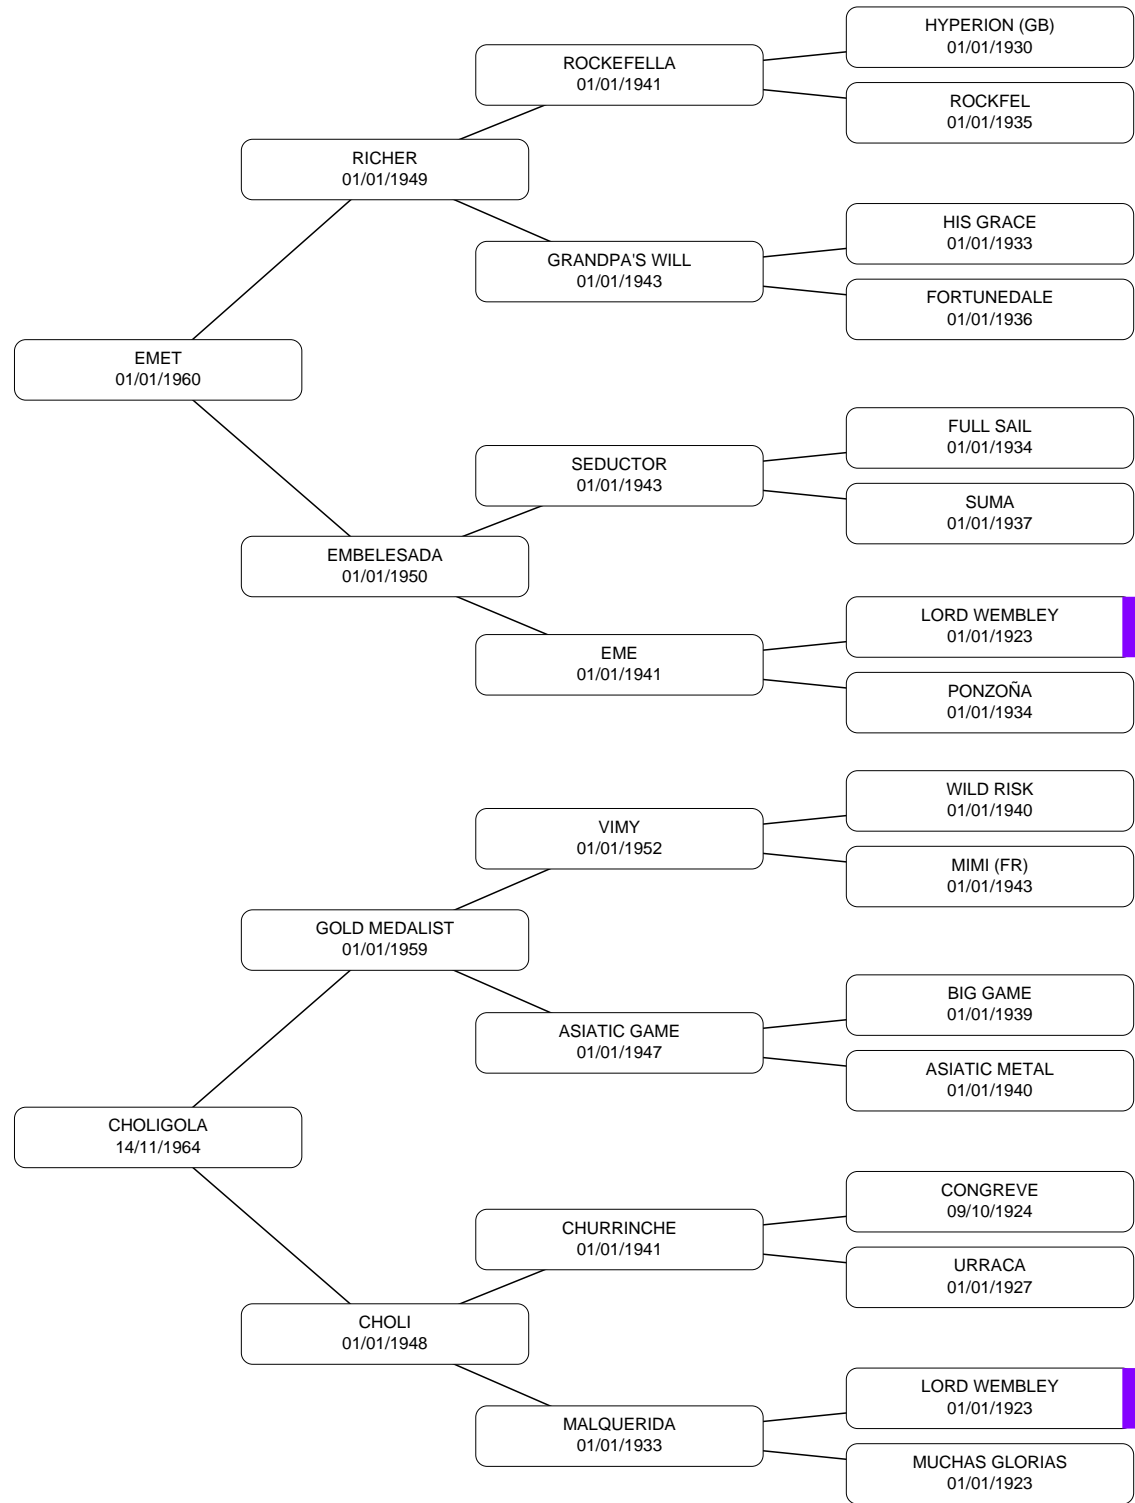 HYPERION (GB)
01/01/1930
ROCKEFELLA
01/01/1941
ROCKFEL
01/01/1935
RICHER
01/01/1949
HIS GRACE
01/01/1933
GRANDPA'S WILL
01/01/1943
FORTUNEDALE
01/01/1936
EMET
01/01/1960
FULL SAIL
01/01/1934
SEDUCTOR
01/01/1943
SUMA
01/01/1937
EMBELESADA
01/01/1950
LORD WEMBLEY
01/01/1923
EME
01/01/1941
PONZOÑA
01/01/1934
WILD RISK
01/01/1940
VIMY
01/01/1952
MIMI (FR)
01/01/1943
GOLD MEDALIST
01/01/1959
BIG GAME
01/01/1939
ASIATIC GAME
01/01/1947
ASIATIC METAL
01/01/1940
CHOLIGOLA
14/11/1964
CONGREVE
09/10/1924
CHURRINCHE
01/01/1941
URRACA
01/01/1927
CHOLI
01/01/1948
LORD WEMBLEY
01/01/1923
MALQUERIDA
01/01/1933
MUCHAS GLORIAS
01/01/1923